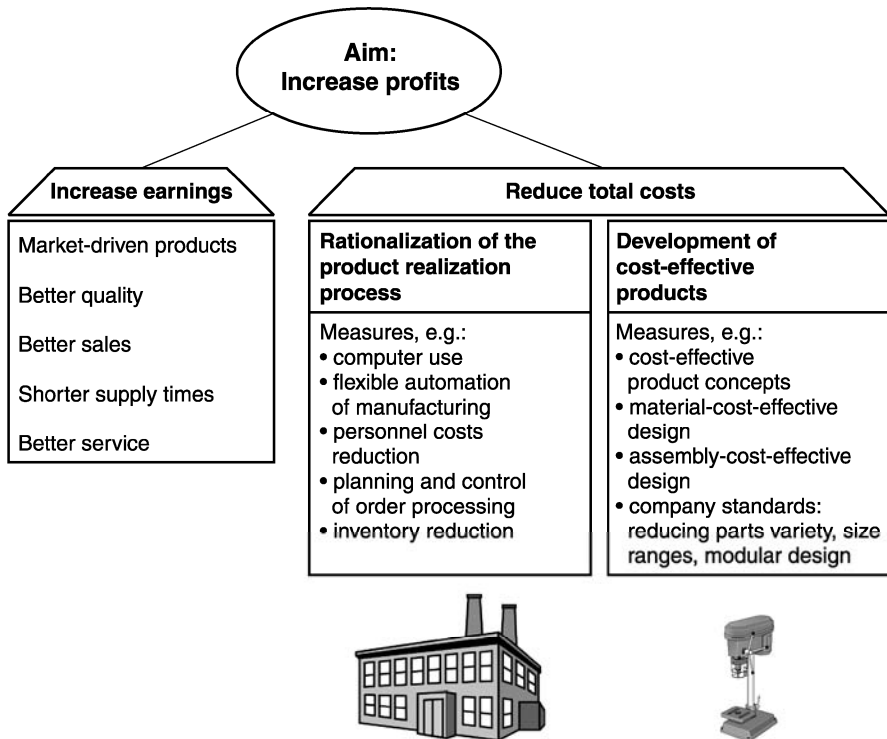 Aim:
Increase profits
Increase earnings
Market-driven products
Better quality
Better sales
Shorter supply times
Better service
Reduce total costs
Rationalization of the
product realization
process
Measures, e.g.:
• computer use
• flexible automation
of manufacturing
• personnel costs
reduction
• planning and control
of order processing
• inventory reduction
Development of
cost-effective
products
Measures, e.g.:
• cost-effective
product concepts
• material-cost-effective
design
• assembly-cost-effective
design
• company standards:
reducing parts variety, size
ranges, modular design